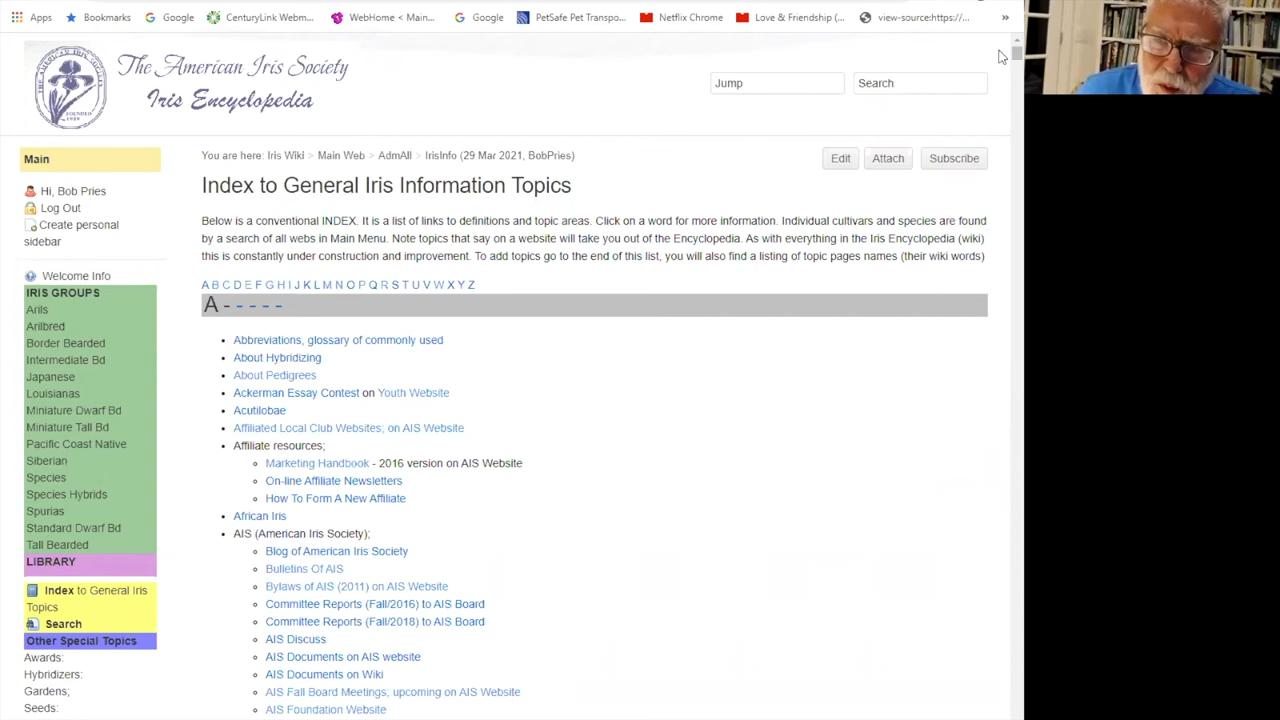 Apps Bookmarks Google CenturyLink Webm... WebHome < Main... Google PetSafe Pet Transpo... Netflix Chrome Love & Friendship (... view-source:https://... »
The American Iris Society
Iris Encyclopedia
Jump Search
Main
You are here: Iris Wiki > Main Web > AdmAll > IrisInfo (29 Mar 2021, BobPries)
Edit Attach Subscribe
Hi, Bob Pries
Log Out
Create personal
sidebar
Welcome Info
IRIS GROUPS
Arils
Arilbred
Border Bearded
Intermediate Bd
Japanese
Louisianas
Miniature Dwarf Bd
Miniature Tall Bd
Pacific Coast Native
Siberian
Species
Species Hybrids
Spurias
Standard Dwarf Bd
Tall Bearded
LIBRARY
Index to General Iris
Topics
Search
Other Special Topics
Awards:
Hybridizers:
Gardens;
Seeds:
Index to General Iris Information Topics
Below is a conventional INDEX. It is a list of links to definitions and topic areas. Click on a word for more information. Individual cultivars and species are found
by a search of all webs in Main Menu. Note topics that say on a website will take you out of the Encyclopedia. As with everything in the Iris Encyclopedia (wiki)
this is constantly under construction and improvement. To add topics go to the end of this list, you will also find a listing of topic pages names (their wiki words)
A B C D E F G H I J K L M N O P Q R S T U V W X Y Z
A - - - - - -
• Abbreviations, glossary of commonly used
• About Hybridizing
• About Pedigrees
• Ackerman Essay Contest on Youth Website
• Acutilobae
• Affiliated Local Club Websites; on AIS Website
• Affiliate resources;
◦ Marketing Handbook - 2016 version on AIS Website
◦ On-line Affiliate Newsletters
◦ How To Form A New Affiliate
• African Iris
• AIS (American Iris Society);
◦ Blog of American Iris Society
◦ Bulletins Of AIS
◦ Bylaws of AIS (2011) on AIS Website
◦ Committee Reports (Fall/2016) to AIS Board
◦ Committee Reports (Fall/2018) to AIS Board
◦ AIS Discuss
◦ AIS Documents on AIS website
◦ AIS Documents on Wiki
◦ AIS Fall Board Meetings; upcoming on AIS Website
◦ AIS Foundation Website